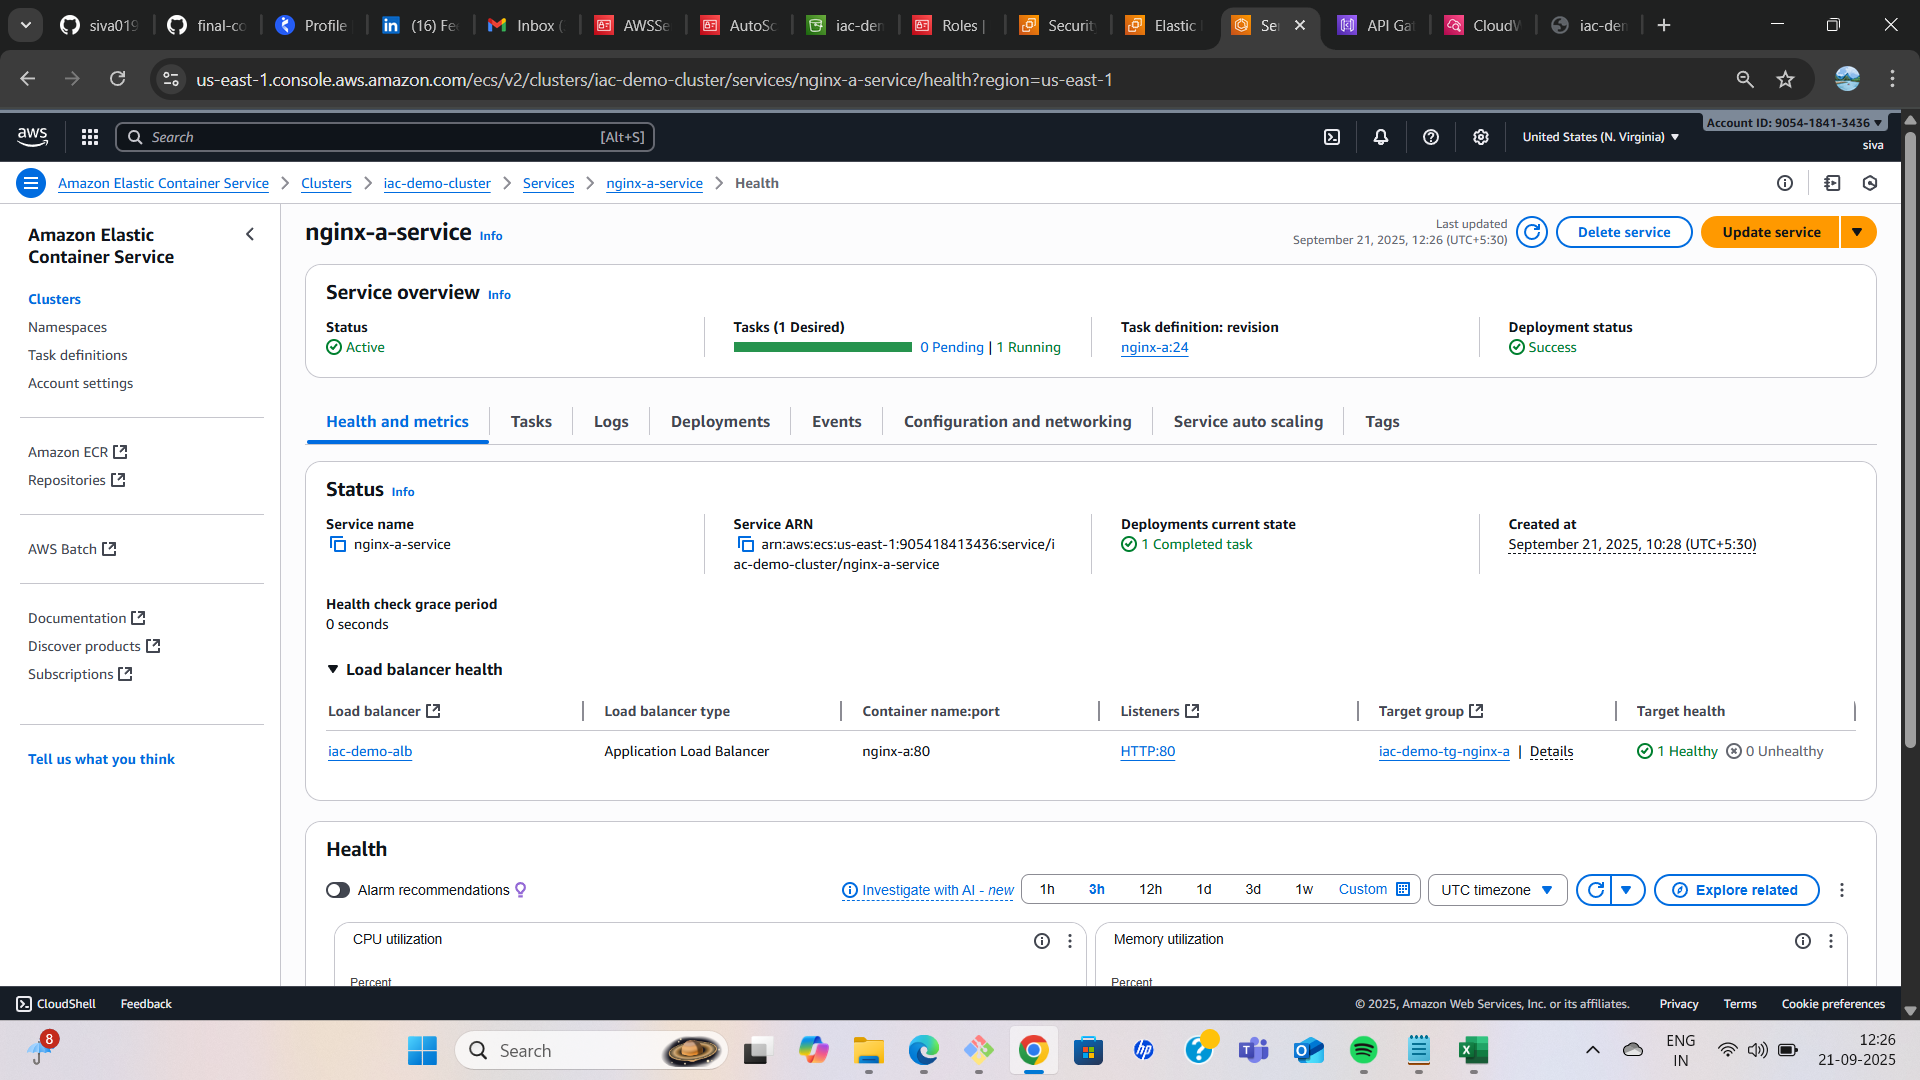 siva019
final-co
Profile
(16) Fe
Inbox (
AWSSe
AutoSc
iac-den
Roles |
Security
Elastic
Se
API Ga
CloudW
iac-den
us-east-1.console.aws.amazon.com/ecs/v2/clusters/iac-demo-cluster/services/nginx-a-service/health?region=us-east-1
aws
Search
[Alt+S]
United States (N. Virginia)
Account ID: 9054-1841-3436
siva
Amazon Elastic Container Service
Clusters
iac-demo-cluster
Services
nginx-a-service
Health
Amazon Elastic
Container Service
Clusters
Namespaces
Task definitions
Account settings
Amazon ECR
Repositories
AWS Batch
Documentation
Discover products
Subscriptions
Tell us what you think
nginx-a-service Info
Last updated
September 21, 2025, 12:26 (UTC+5:30)
Delete service
Update service
Service overview Info
Status
Active
Tasks (1 Desired)
0 Pending | 1 Running
Task definition: revision
nginx-a:24
Deployment status
Success
Health and metrics
Tasks
Logs
Deployments
Events
Configuration and networking
Service auto scaling
Tags
Status Info
Service name
nginx-a-service
Service ARN
arn:aws:ecs:us-east-1:905418413436:service/i
ac-demo-cluster/nginx-a-service
Deployments current state
1 Completed task
Created at
September 21, 2025, 10:28 (UTC+5:30)
Health check grace period
0 seconds
Load balancer health
Load balancer
Load balancer type
Container name:port
Listeners
Target group
Target health
iac-demo-alb
Application Load Balancer
nginx-a:80
HTTP:80
iac-demo-tg-nginx-a | Details
1 Healthy
0 Unhealthy
Health
Alarm recommendations
Investigate with AI - new
1h
3h
12h
1d
3d
1w
Custom
UTC timezone
Explore related
CPU utilization
Percent
Memory utilization
Percent
CloudShell
Feedback
© 2025, Amazon Web Services, Inc. or its affiliates.
Privacy
Terms
Cookie preferences
8
Search
ENG
IN
12:26
21-09-2025